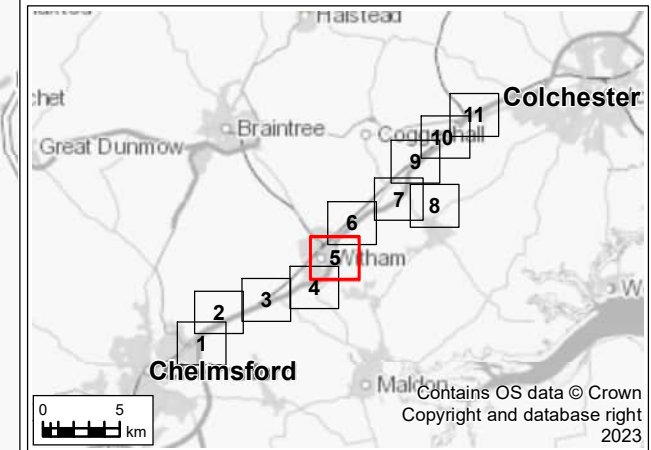 Halstead
chet
Colchester
11
Braintree
Coggeshall
10
Great Dunmow
9
7
8
6
5
Witham
4
3
2
W
1
Chelmsford
Maldon
0 5
km
Contains OS data © Crown
Copyright and database right
2023